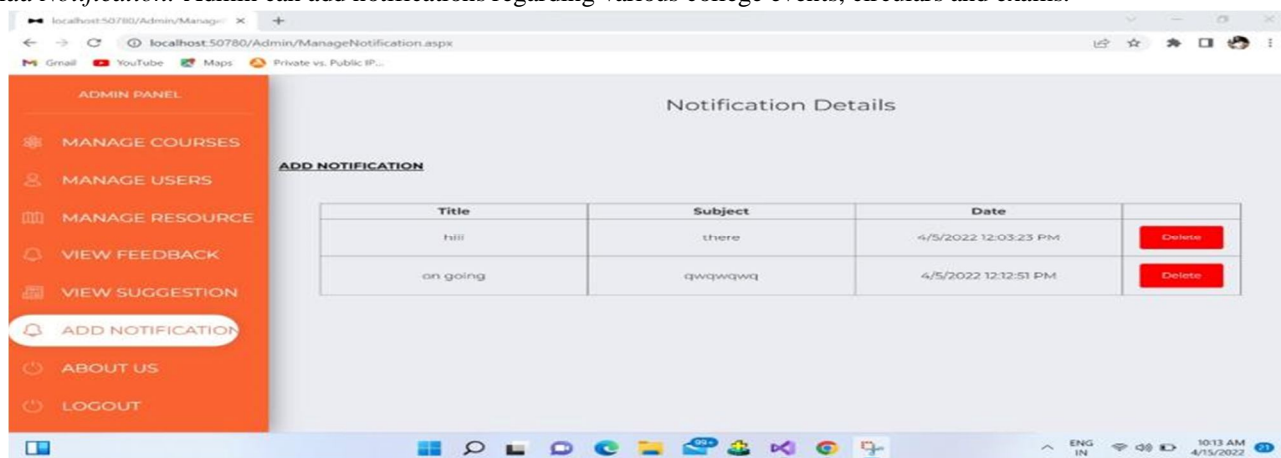 Add Notification: Admin can add notifications regarding various college events, circulars and exams.
localhost:50780/Admin/Manage
localhost:50780/Admin/ManageNotification.aspx
Gmail YouTube Maps Private vs. Public IP...
ADMIN PANEL
MANAGE COURSES
MANAGE USERS
MANAGE RESOURCE
VIEW FEEDBACK
VIEW SUGGESTION
ADD NOTIFICATION
ABOUT US
LOGOUT
Notification Details
ADD NOTIFICATION
Title Subject Date
hiii there 4/5/2022 12:03:23 PM Delete
on going qwqwqwq 4/5/2022 12:12:51 PM Delete
99+
ENG
IN
10:13 AM
4/15/2022
21